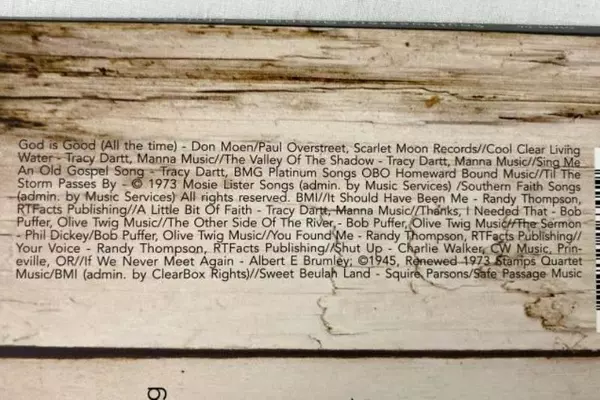 God is Good (All the time) - Don Moen/Paul Overstreet, Scarlet Moon Records//Cool Clear Living
Water - Tracy Dartt, Manna Music//The Valley Of The Shadow - Tracy Dartt, Manna Music//Sing Me
An Old Gospel Song - Tracy Dartt, BMG Platinum Songs OBO Homeward Bound Music//Til The
Storm Passes By - © 1973 Mosie Lister Songs (admin. by Music Services) /Southern Faith Songs
(admin. by Music Services) All rights reserved. BMI//It Should Have Been Me - Randy Thompson,
RTFacts Publishing//A Little Bit Of Faith - Tracy Dartt, Manna Music//Thanks, I Needed That - Bob
Puffer, Olive Twig Music//The Other Side Of The River, - Bob Puffer, Olive Twig Music//The Sermon
- Phil Dickey/Bob Puffer, Olive Twig Music//You Found Me - Randy Thompson, RTFacts Publishing//
Your Voice - Randy Thompson, RTFacts Publishing//Shut Up - Charlie Walker, CW Music, Prin-
eville, OR//If We Never Meet Again - Albert E Brumley; ©1945, Renewed 1973 Stamps Quartet
Music/BMI (admin. by ClearBox Rights)//Sweet Beulah Land - Squire Parsons/Safe Passage Music